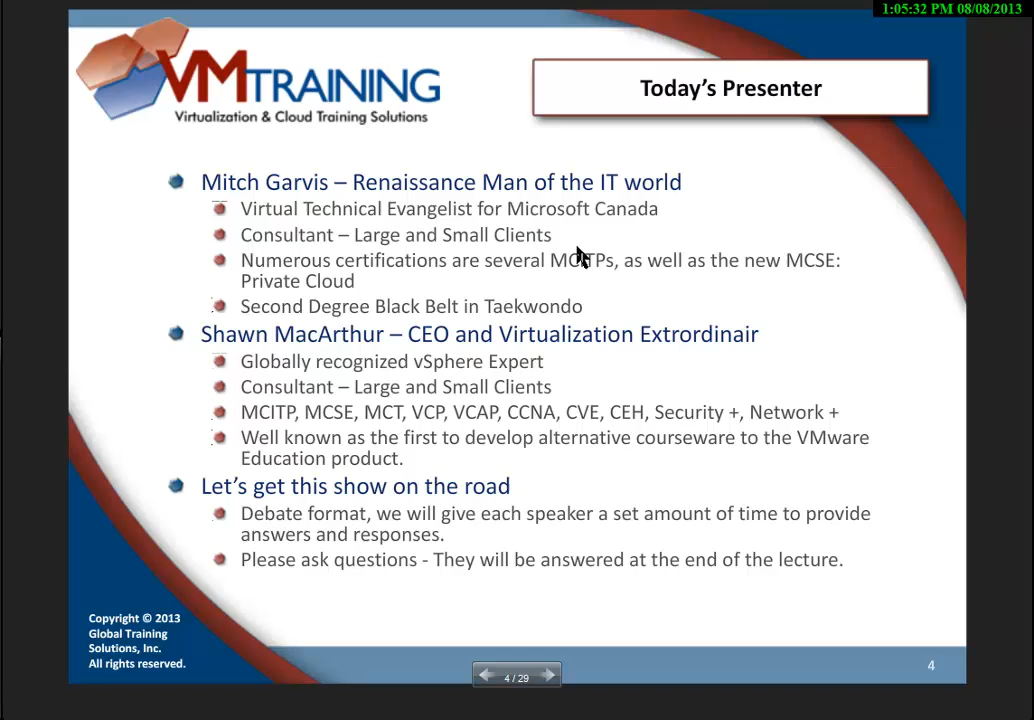 1:05:32 PM 08/08/2013
VMTRAINING
Virtualization & Cloud Training Solutions
Today's Presenter
Mitch Garvis – Renaissance Man of the IT world
Virtual Technical Evangelist for Microsoft Canada
Consultant – Large and Small Clients
Numerous certifications are several MCITPs, as well as the new MCSE:
Private Cloud
Second Degree Black Belt in Taekwondo
Shawn MacArthur – CEO and Virtualization Extrordinair
Globally recognized vSphere Expert
Consultant – Large and Small Clients
MCITP, MCSE, MCT, VCP, VCAP, CCNA, CVE, CEH, Security +, Network +
Well known as the first to develop alternative courseware to the VMware
Education product.
Let's get this show on the road
Debate format, we will give each speaker a set amount of time to provide
answers and responses.
Please ask questions - They will be answered at the end of the lecture.
Copyright © 2013
Global Training
Solutions, Inc.
All rights reserved.
4 / 29
4